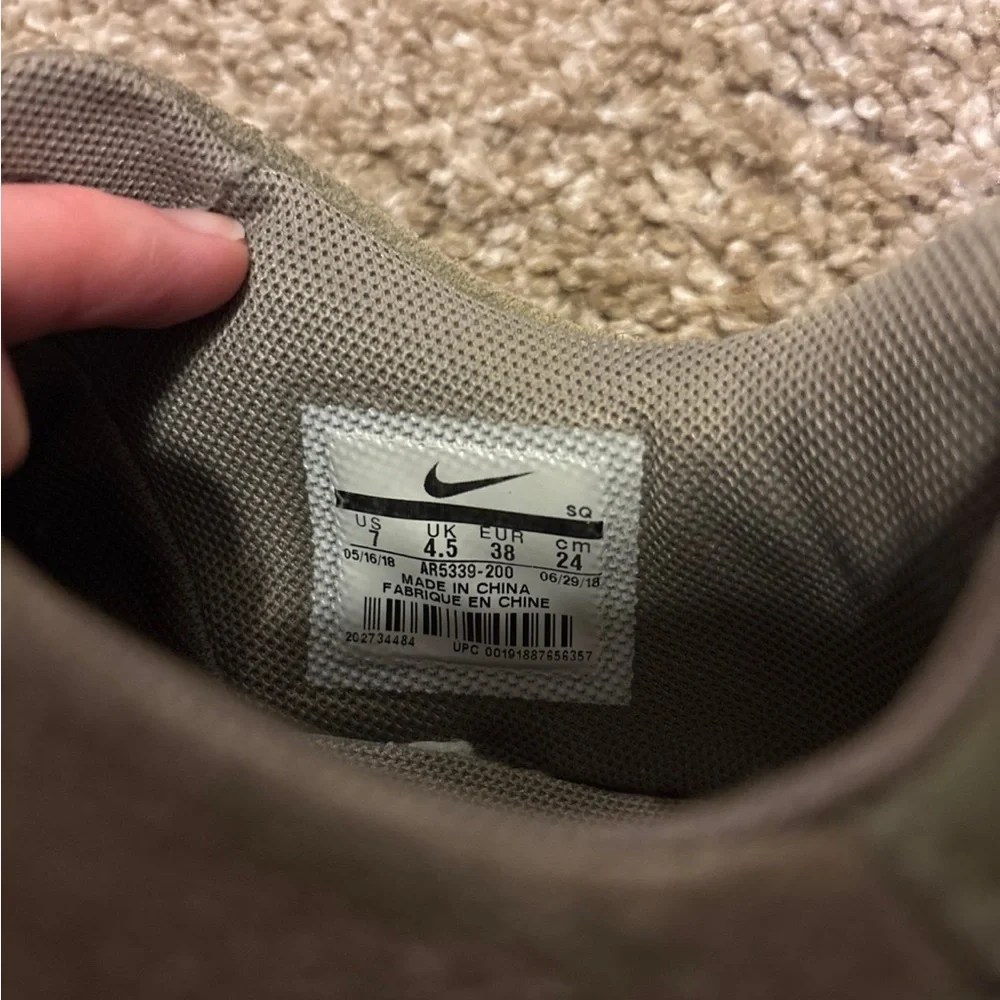 SQ
US UK EUR cm
7 4.5 38 24
05/16/18 AR5339-200 06/29/18
MADE IN CHINA
FABRIQUE EN CHINE
202734484 UPC 00191887656357